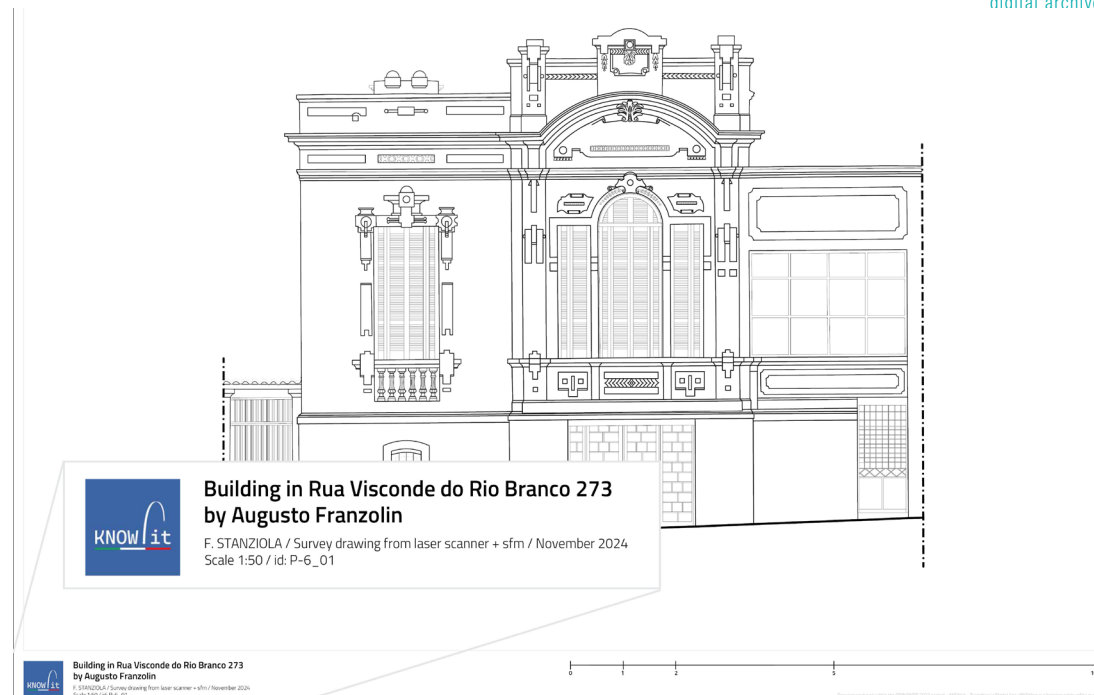 digital archive
Building in Rua Visconde do Rio Branco 273
by Augusto Franzolin
KNOW it
F. STANZIOLA / Survey drawing from laser scanner + sfm / November 2024
Scale 1:50 / id: P-6_01
Building in Rua Visconde do Rio Branco 273
by Augusto Franzolin
KNOW it
F. STANZIOLA / Survey drawing from laser scanner + sfm / November 2024
0 1 2 5